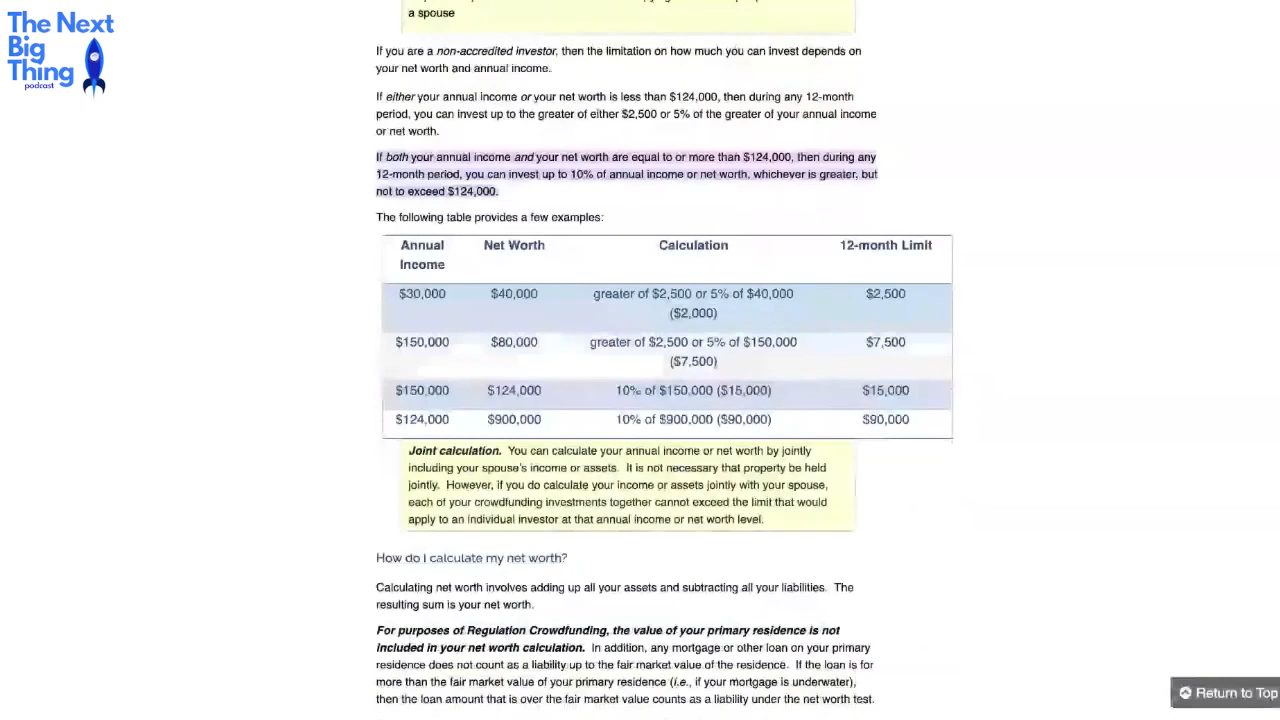 The Next
Big
Thing
podcast
a spouse
If you are a non-accredited investor, then the limitation on how much you can invest depends on
your net worth and annual income.
If either your annual income or your net worth is less than $124,000, then during any 12-month
period, you can invest up to the greater of either $2,500 or 5% of the greater of your annual income
or net worth.
If both your annual income and your net worth are equal to or more than $124,000, then during any
12-month period, you can invest up to 10% of annual income or net worth, whichever is greater, but
not to exceed $124,000.
The following table provides a few examples:
Annual Income Net Worth Calculation 12-month Limit
$30,000 $40,000 greater of $2,500 or 5% of $40,000 ($2,000) $2,500
$150,000 $80,000 greater of $2,500 or 5% of $150,000 ($7,500) $7,500
$150,000 $124,000 10% of $150,000 ($15,000) $15,000
$124,000 $900,000 10% of $900,000 ($90,000) $90,000
Joint calculation. You can calculate your annual income or net worth by jointly
including your spouse's income or assets. It is not necessary that property be held
jointly. However, if you do calculate your income or assets jointly with your spouse,
each of your crowdfunding investments together cannot exceed the limit that would
apply to an individual investor at that annual income or net worth level.
How do I calculate my net worth?
Calculating net worth involves adding up all your assets and subtracting all your liabilities. The
resulting sum is your net worth.
For purposes of Regulation Crowdfunding, the value of your primary residence is not
included in your net worth calculation. In addition, any mortgage or other loan on your primary
residence does not count as a liability up to the fair market value of the residence. If the loan is for
more than the fair market value of your primary residence (i.e., if your mortgage is underwater),
then the loan amount that is over the fair market value counts as a liability under the net worth test.
Return to Top